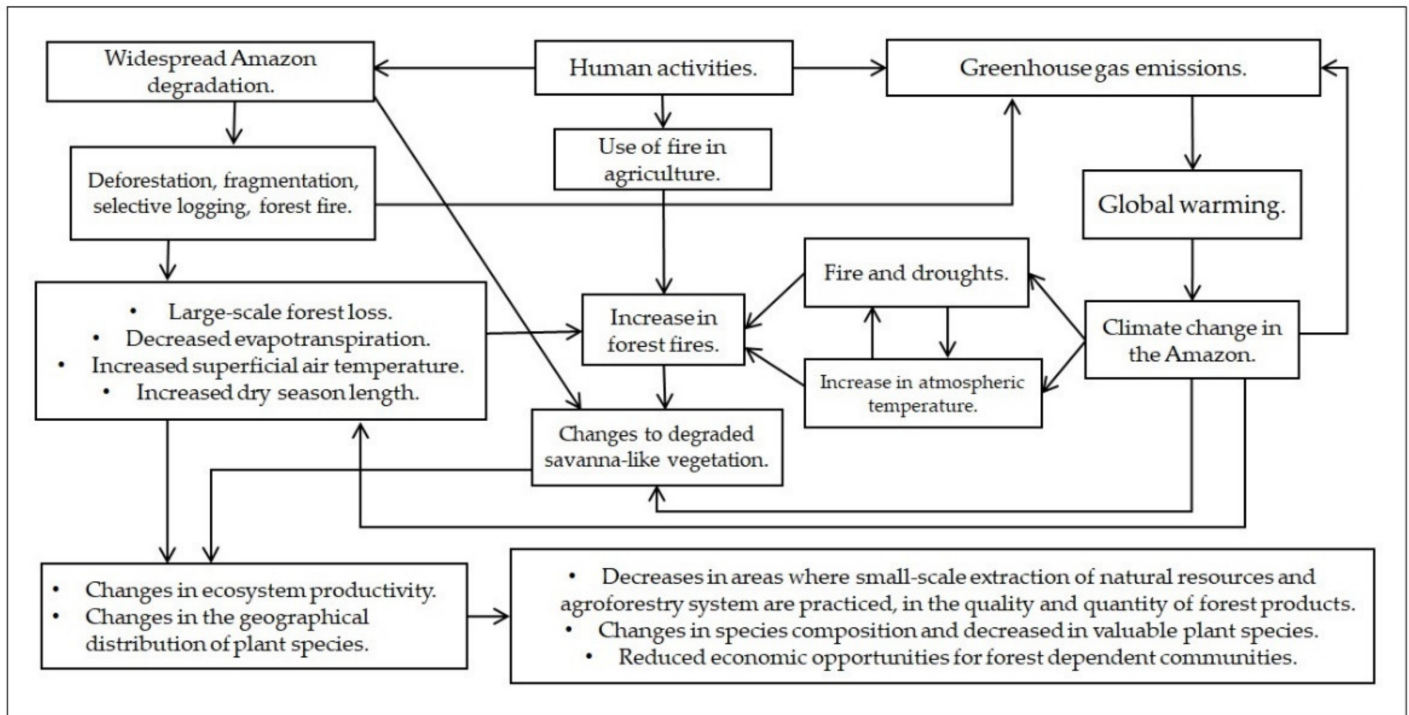 Widespread Amazon
degradation.
Human activities.
Greenhouse gas emissions.
Use of fire in
agriculture.
Deforestation, fragmentation,
selective logging, forest fire.
Global warming.
Fire and droughts.
• Large-scale forest loss.
• Decreased evapotranspiration.
• Increased superficial air temperature.
• Increased dry season length.
Increase in
forest fires.
Climate change in
the Amazon.
Increase in atmospheric
temperature.
Changes to degraded
savanna-like vegetation.
• Changes in ecosystem productivity.
• Changes in the geographical
distribution of plant species.
• Decreases in areas where small-scale extraction of natural resources and
agroforestry system are practiced, in the quality and quantity of forest products.
• Changes in species composition and decreased in valuable plant species.
• Reduced economic opportunities for forest dependent communities.